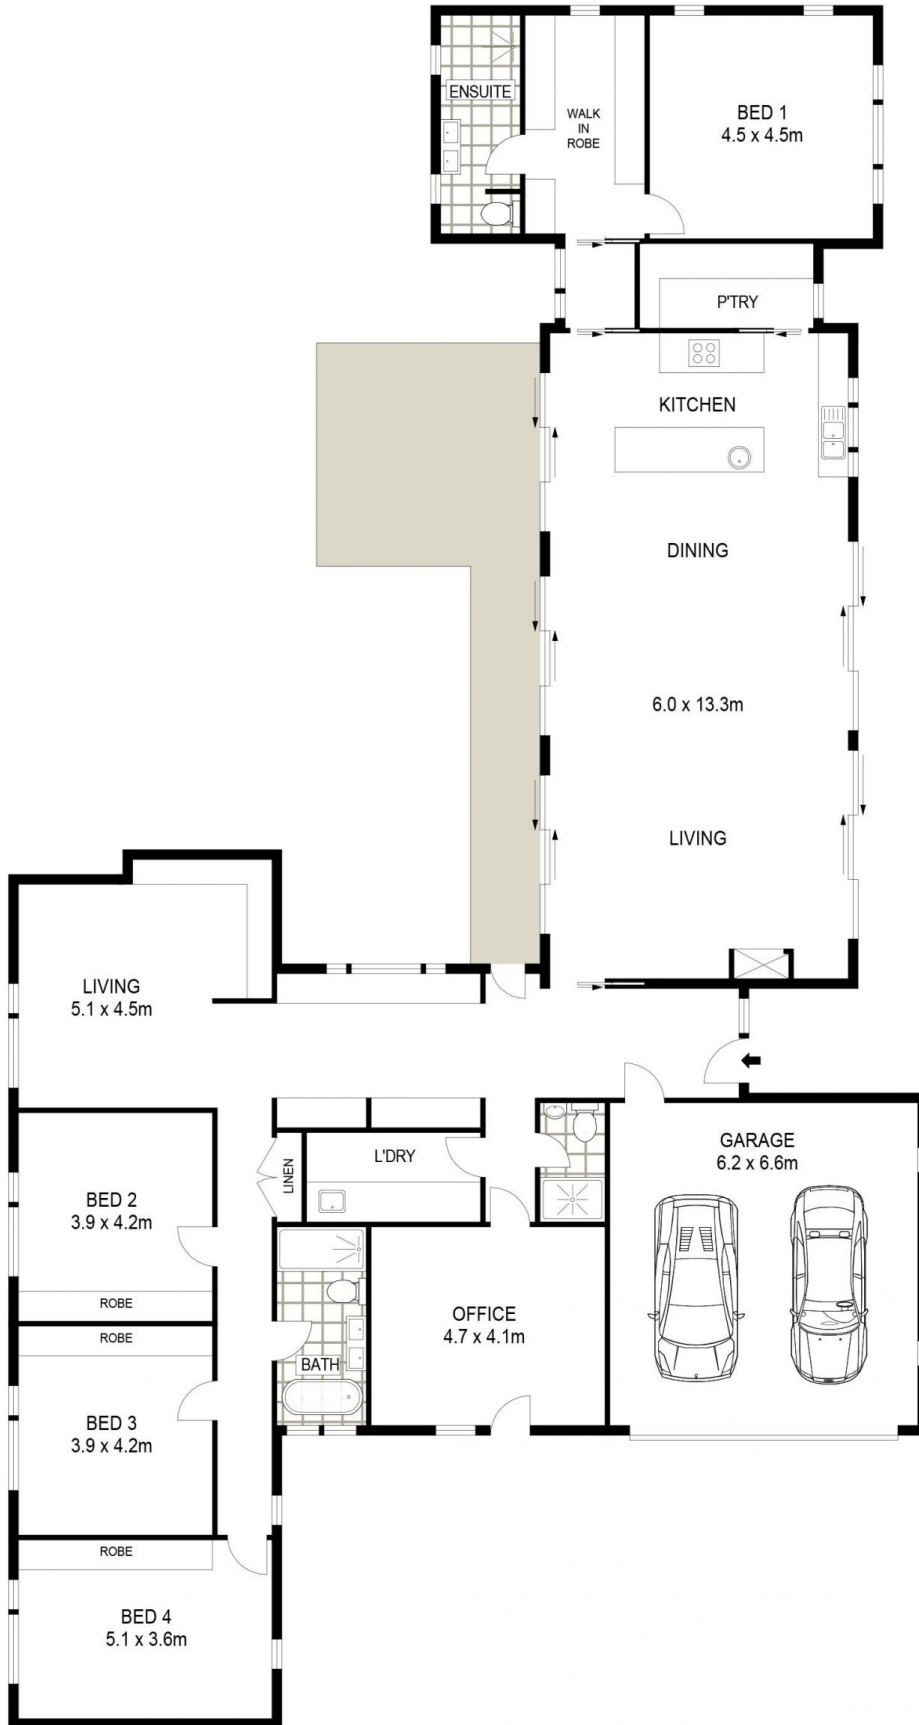 ENSUITE
WALK
IN
ROBE
BED 1
4.5 x 4.5m
P'TRY
KITCHEN
DINING
6.0 x 13.3m
LIVING
LIVING
5.1 x 4.5m
BED 2
3.9 x 4.2m
ROBE
LINEN
L'DRY
GARAGE
6.2 x 6.6m
ROBE
BED 3
3.9 x 4.2m
BATH
OFFICE
4.7 x 4.1m
ROBE
BED 4
5.1 x 3.6m